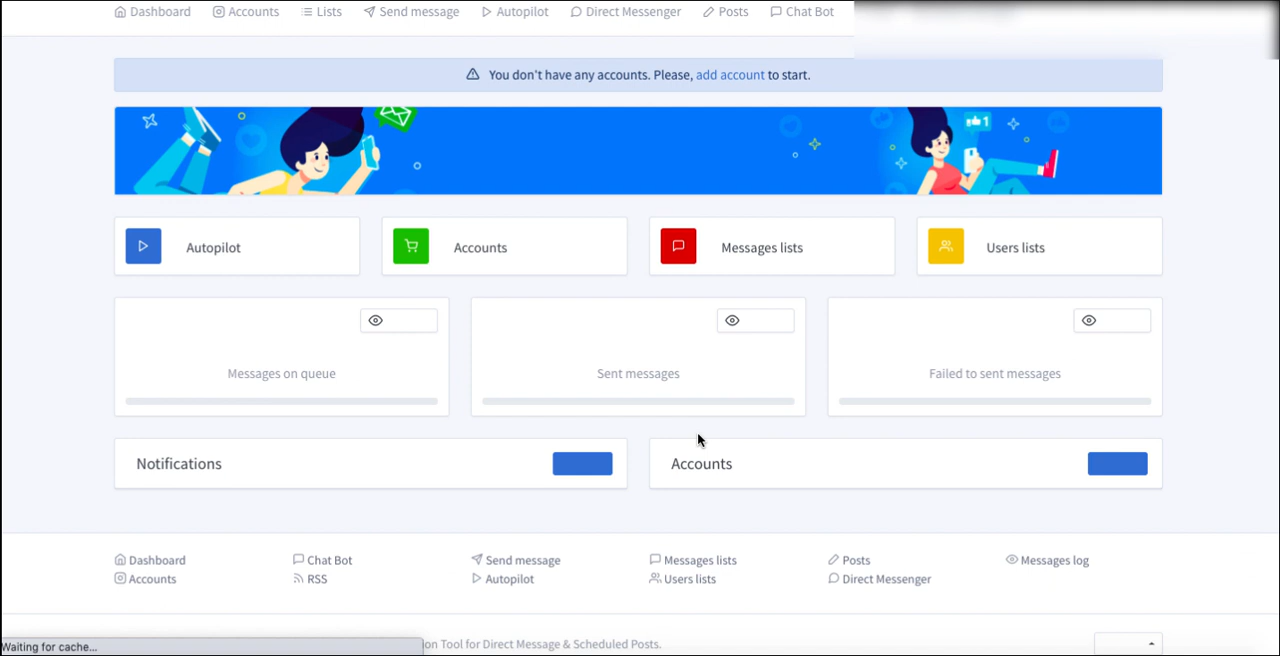 Dashboard Accounts Lists Send message Autopilot Direct Messenger Posts Chat Bot
You don't have any accounts. Please, add account to start.
1
Autopilot Accounts Messages lists Users lists
Messages on queue Sent messages Failed to sent messages
Notifications Accounts
Dashboard Chat Bot Send message Messages lists Posts Messages log
Accounts RSS Autopilot Users lists Direct Messenger
Waiting for cache... Tool for Direct Message & Scheduled Posts.